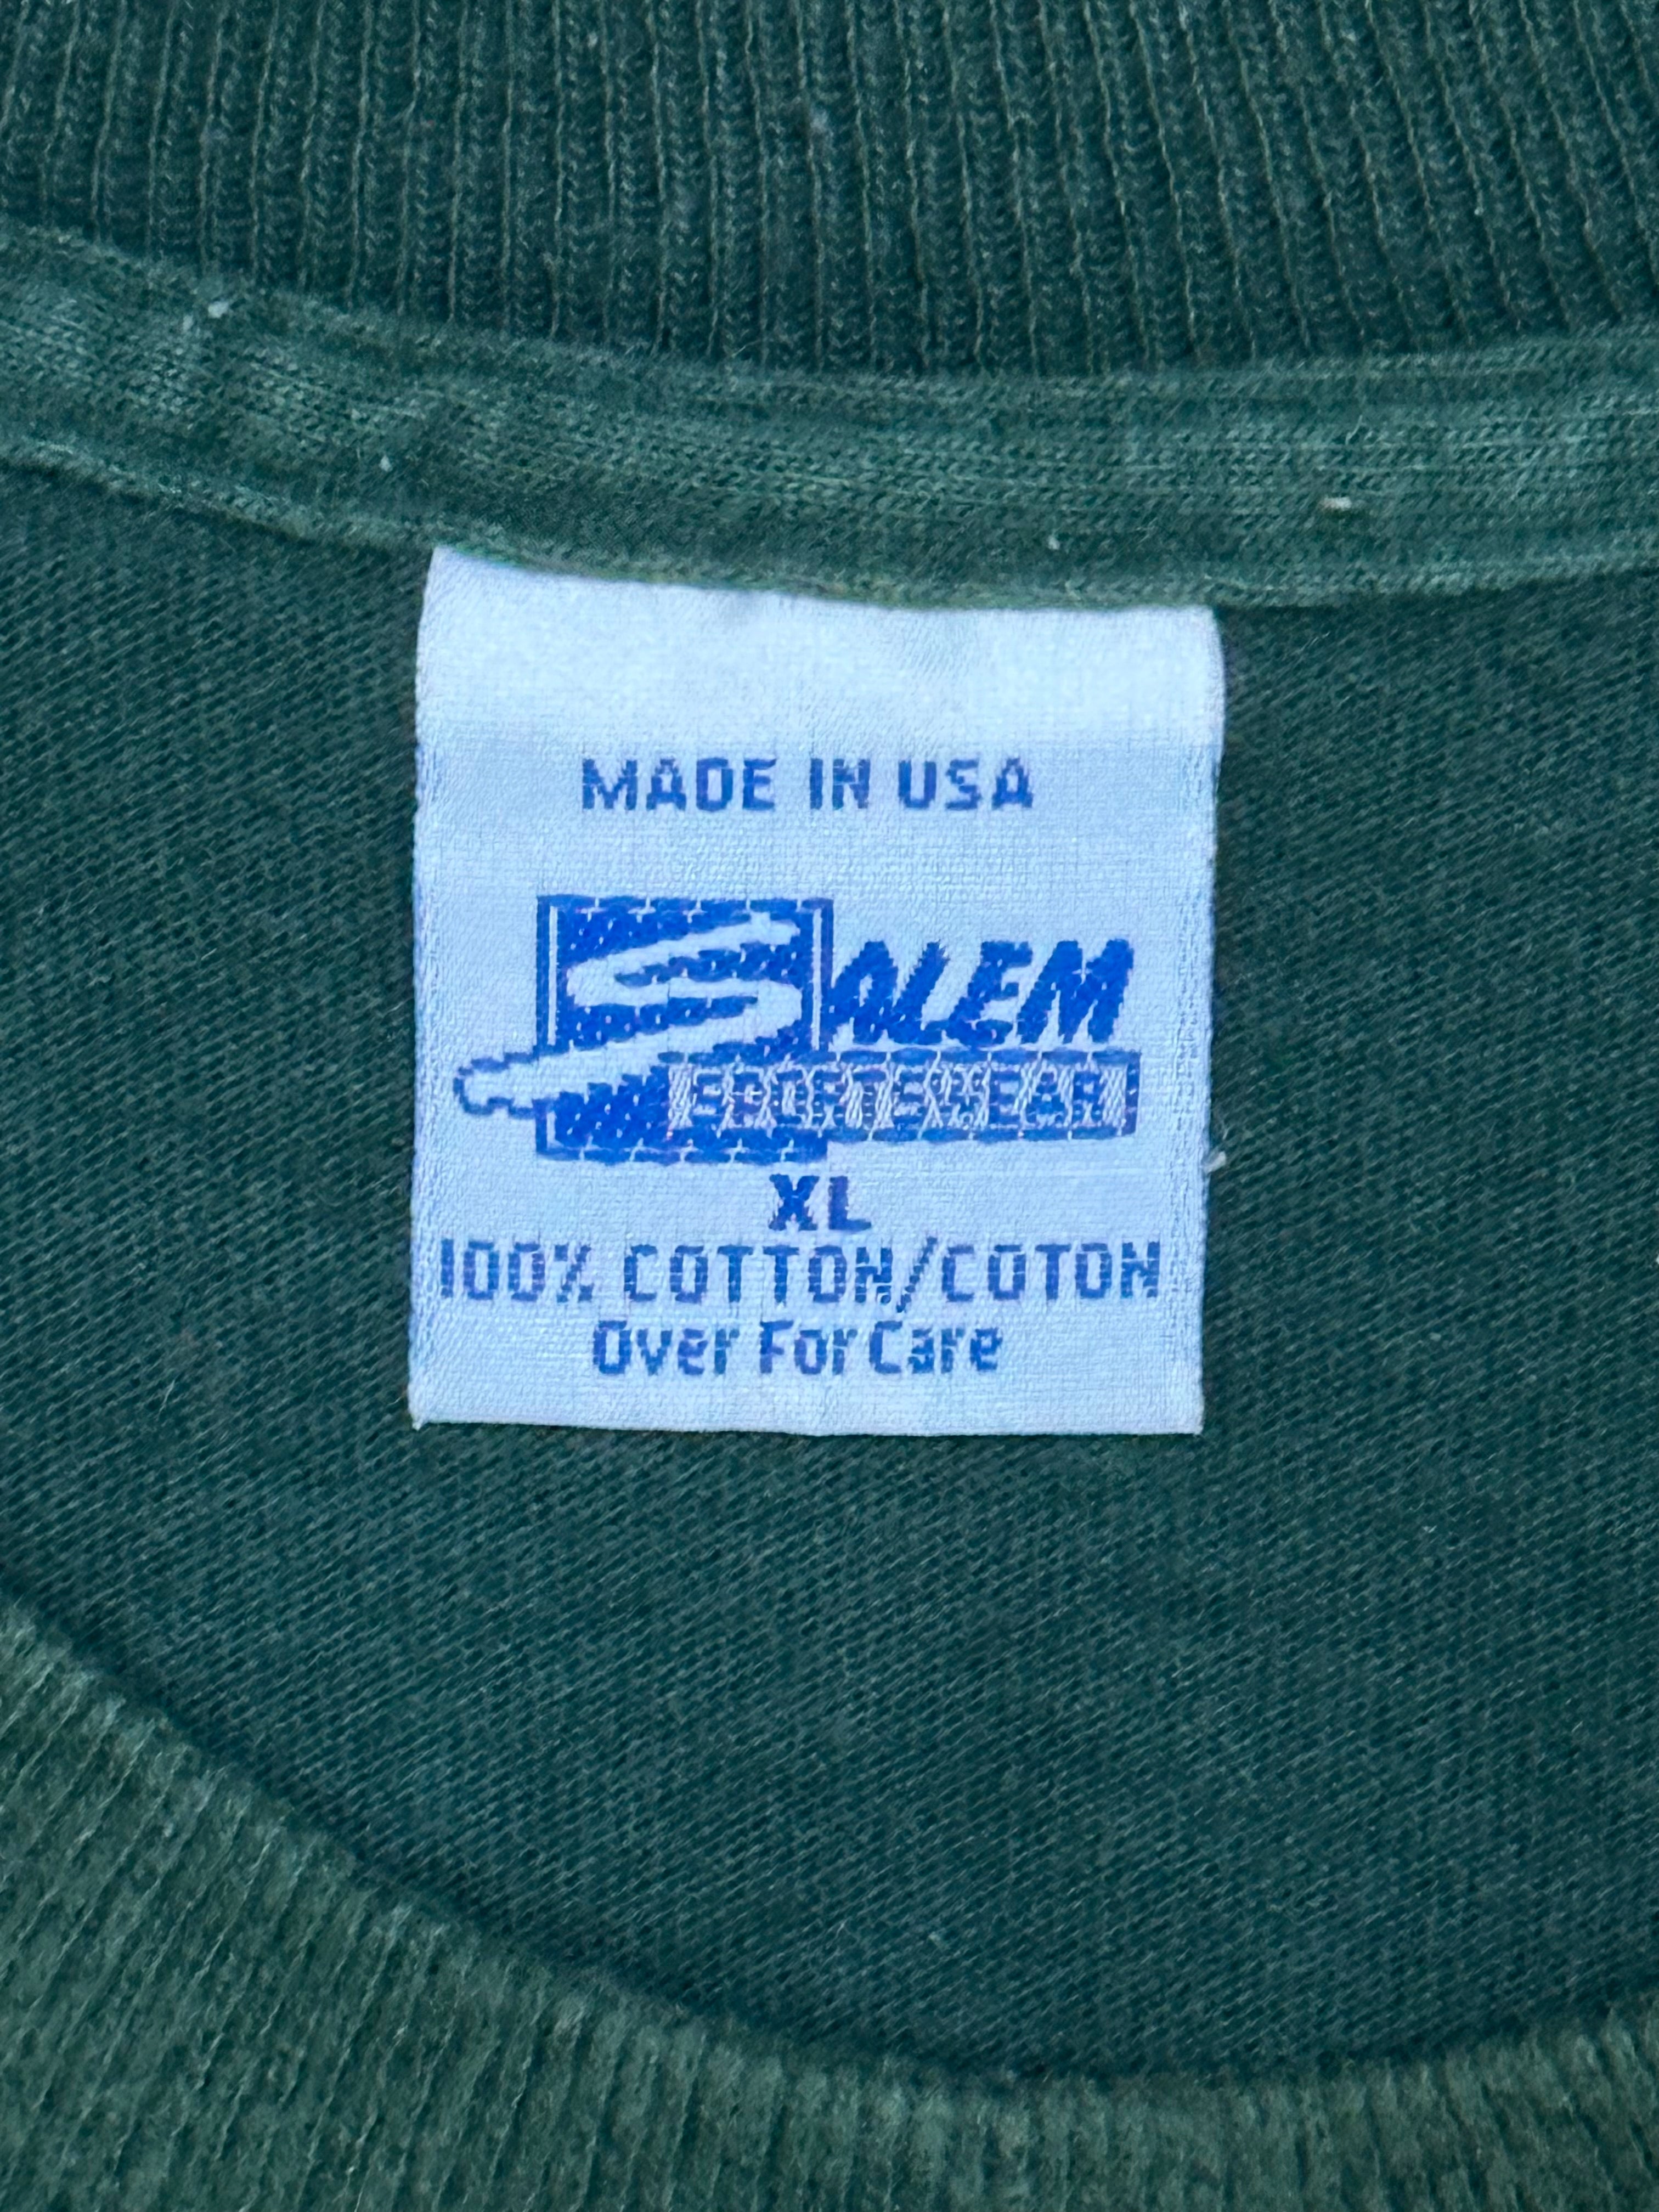 MADE IN USA
SALEM
SPORTSWEAR
XL
100% COTTON/COTON
Over For Care